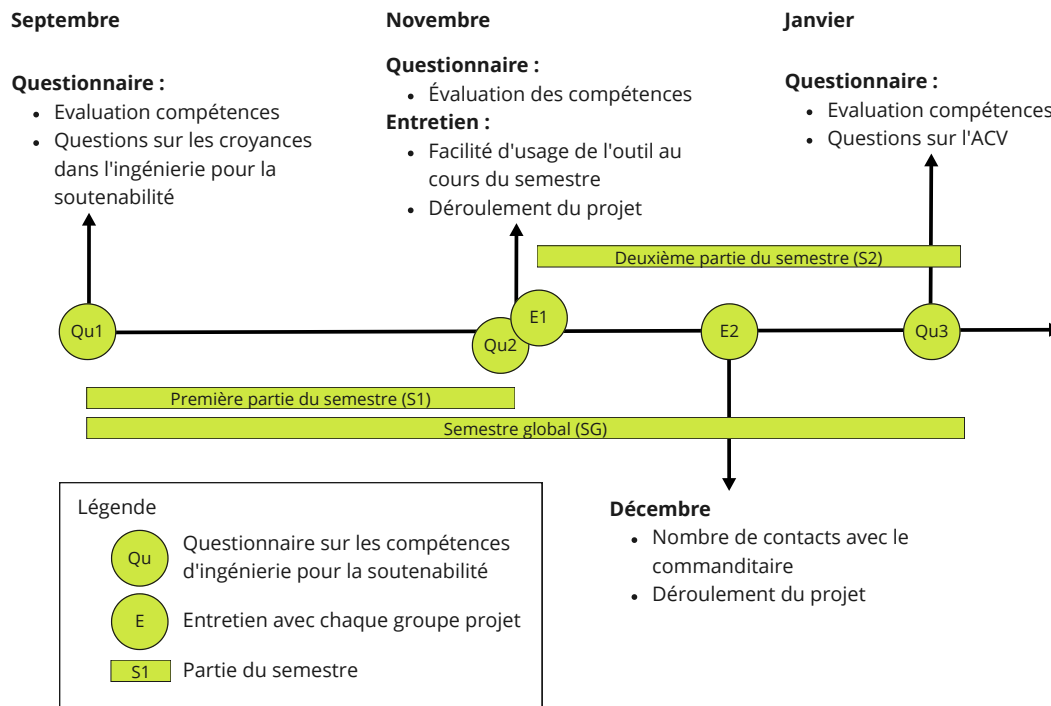 Septembre
Questionnaire :
• Evaluation compétences
• Questions sur les croyances
dans l'ingénierie pour la
soutenabilité
Novembre
Questionnaire :
• Évaluation des compétences
Entretien :
• Facilité d'usage de l'outil au
cours du semestre
• Déroulement du projet
Janvier
Questionnaire :
• Evaluation compétences
• Questions sur l'ACV
Deuxième partie du semestre (S2)
Qu1
Qu2
E1
E2
Qu3
Première partie du semestre (S1)
Semestre global (SG)
Légende
Qu
Questionnaire sur les compétences
d'ingénierie pour la soutenabilité
E
Entretien avec chaque groupe projet
S1
Partie du semestre
Décembre
• Nombre de contacts avec le
commanditaire
• Déroulement du projet